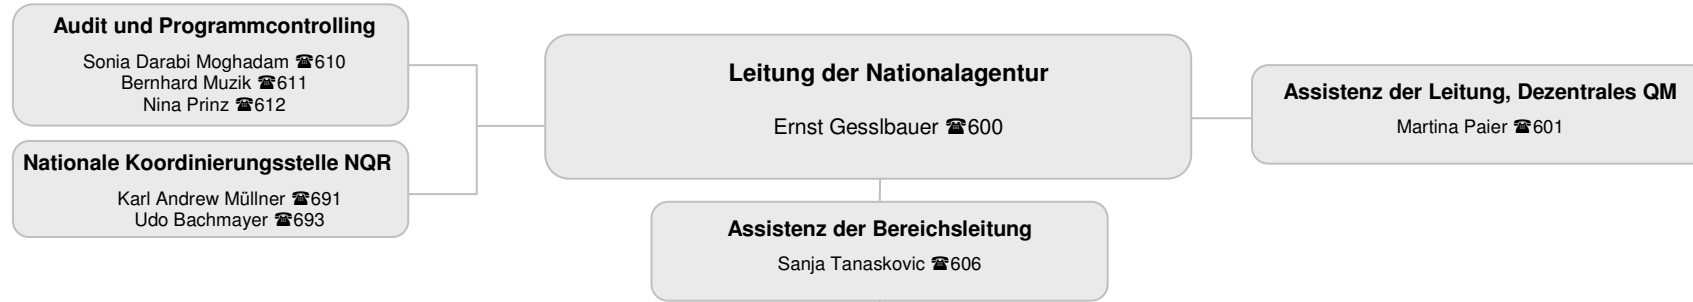 Audit und Programmcontrolling
Sonia Darabi Moghadam ☎610
Bernhard Muzik ☎611
Nina Prinz ☎612
Nationale Koordinierungsstelle NQR
Karl Andrew Müllner ☎691
Udo Bachmayer ☎693
Leitung der Nationalagentur
Ernst Gesslbauer ☎600
Assistenz der Bereichsleitung
Sanja Tanaskovic ☎606
Assistenz der Leitung, Dezentrales QM
Martina Paier ☎601